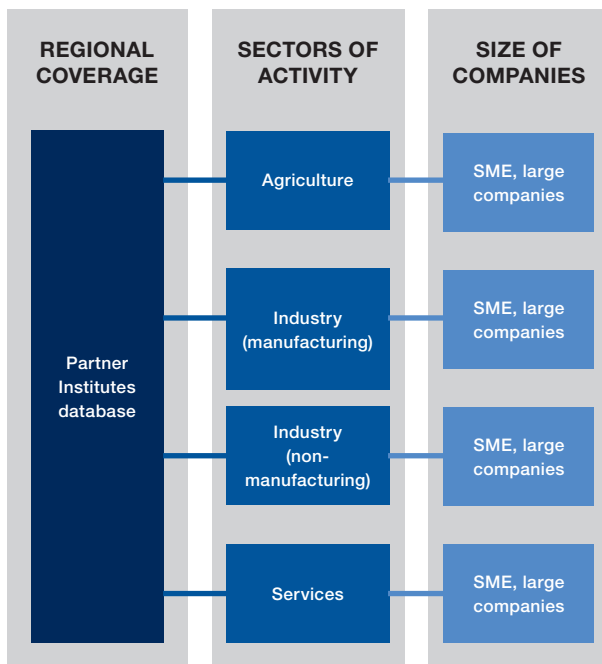 REGIONAL
COVERAGE
SECTORS OF
ACTIVITY
SIZE OF
COMPANIES
Partner
Institutes
database
Agriculture
SME, large
companies
Industry
(manufacturing)
SME, large
companies
Industry
(non-
manufacturing)
SME, large
companies
Services
SME, large
companies